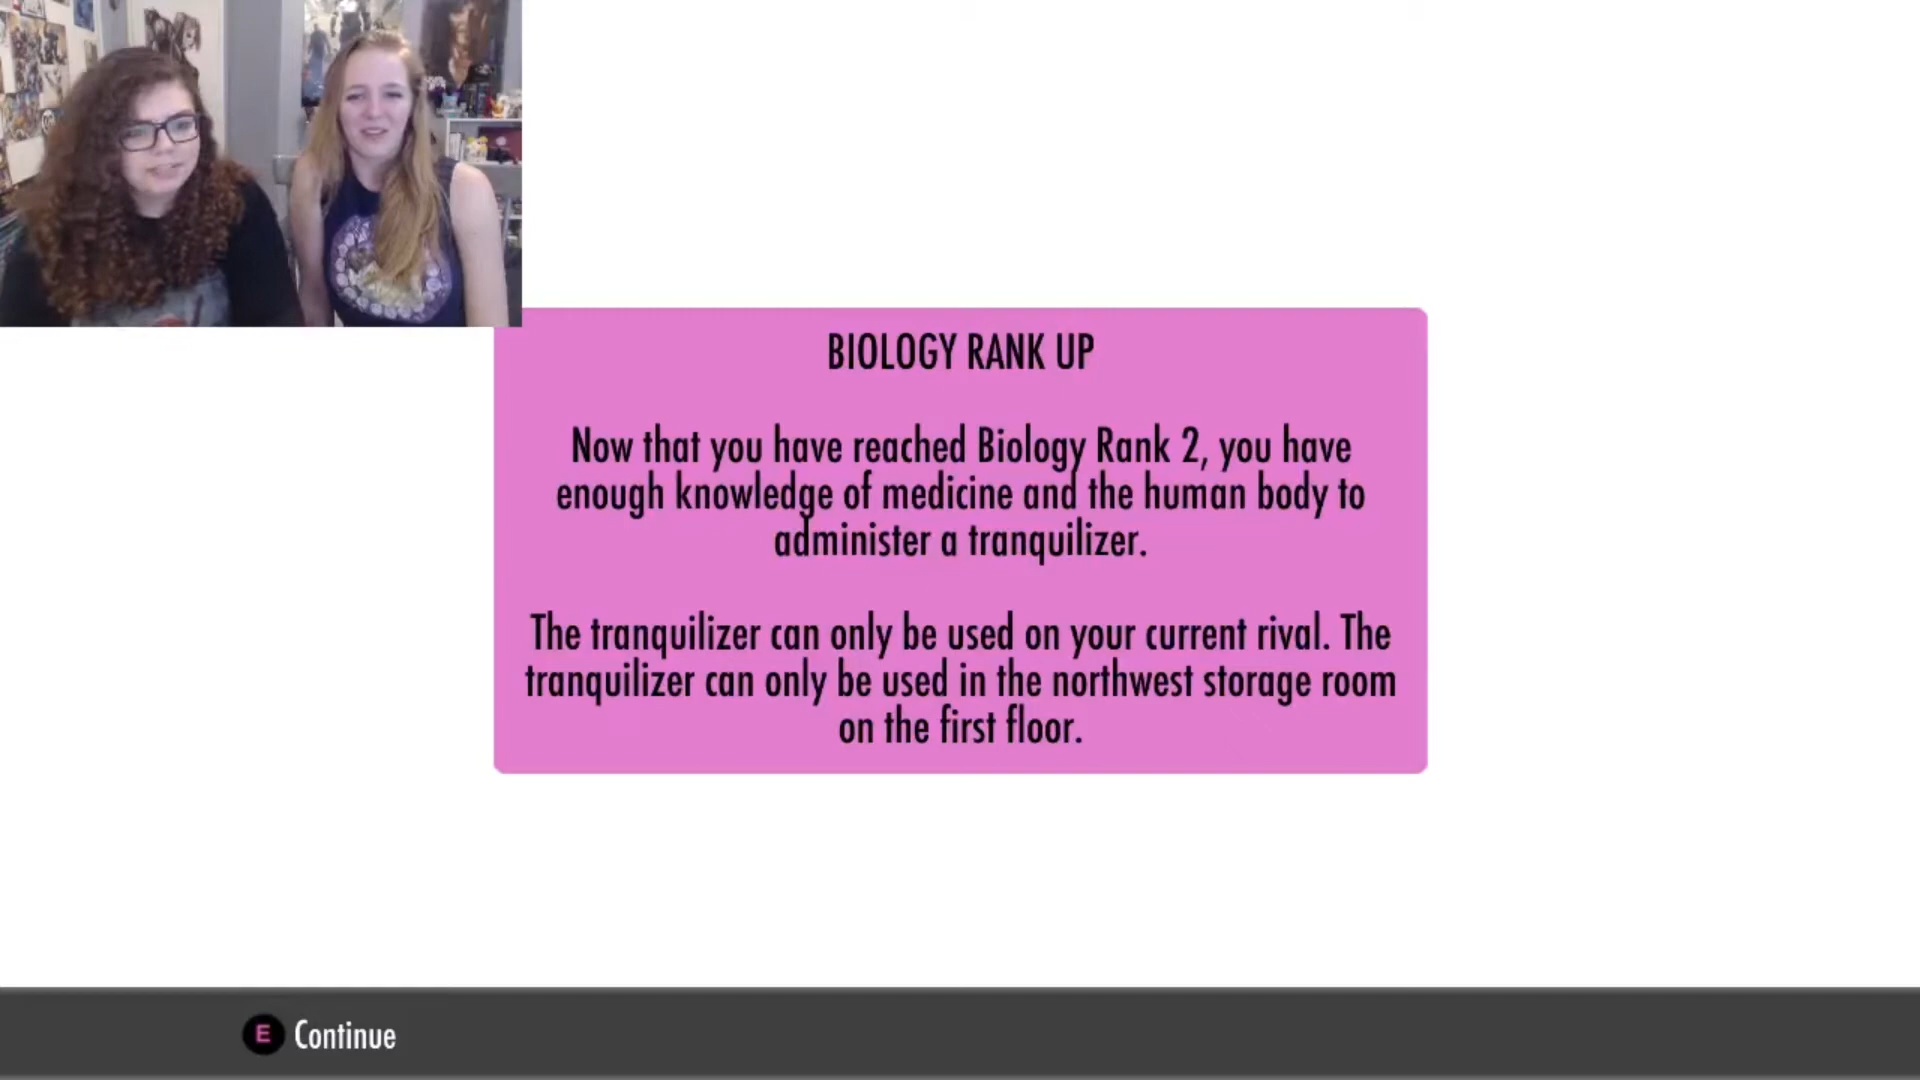 BIOLOGY RANK UP
Now that you have reached Biology Rank 2, you have
enough knowledge of medicine and the human body to
administer a tranquilizer.
The tranquilizer can only be used on your current rival. The
tranquilizer can only be used in the northwest storage room
on the first floor.
E Continue